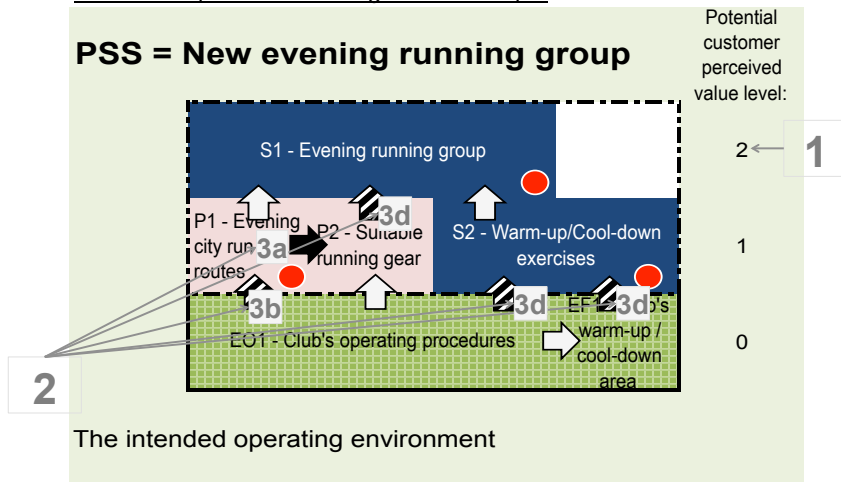 PSS = New evening running group
Potential
customer
perceived
value level:
S1 - Evening running group
2
1
P1 - Evening
city run
routes
3a
3d
P2 - Suitable
running gear
S2 - Warm-up/Cool-down
exercises
1
3b
3d
3d
EO1 - Club's operating procedures
warm-up /
cool-down
area
0
2
The intended operating environment